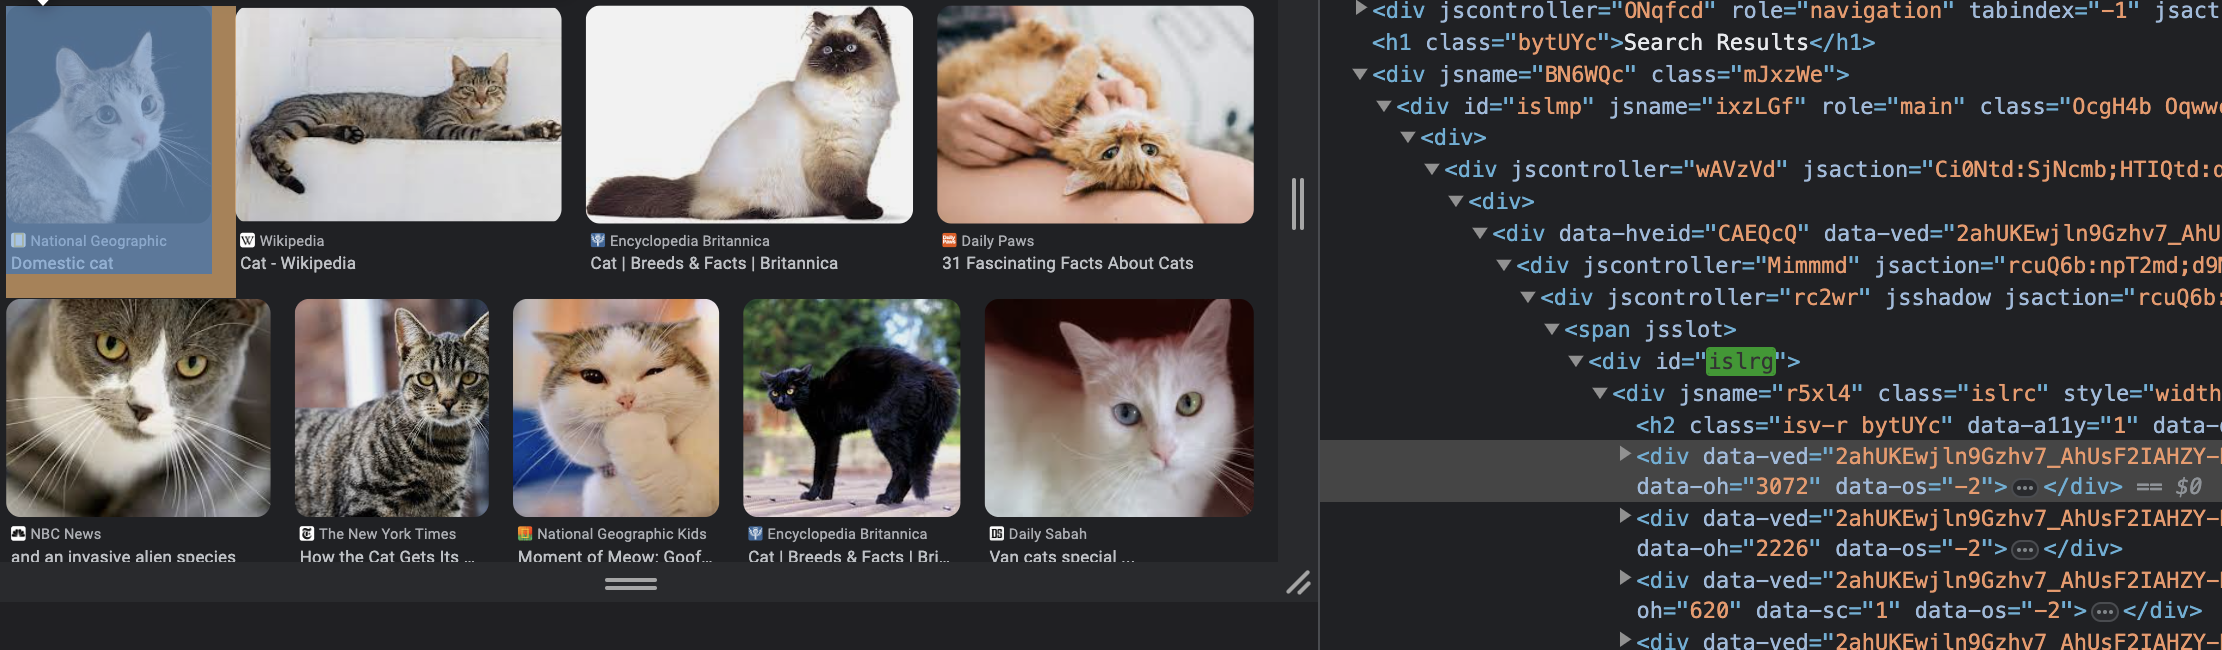 National Geographic
Domestic cat
Wikipedia
Cat - Wikipedia
Encyclopedia Britannica
Cat | Breeds & Facts | Britannica
Daily Paws
31 Fascinating Facts About Cats
NBC News
and an invasive alien species
The New York Times
How the Cat Gets Its ...
National Geographic Kids
Moment of Meow: Goof...
Encyclopedia Britannica
Cat | Breeds & Facts | Bri...
Daily Sabah
Van cats special ...
<div jscontroller="ONqfcd" role="navigation" tabindex="-1" jsact
<h1 class="bytUYc">Search Results</h1>
<div jsname="BN6WQc" class="mJxzWe">
<div id="islmp" jsname="ixzLGf" role="main" class="OcgH4b Oqwwd
<div>
<div jscontroller="wAVzVd" jsaction="Ci0Ntd:SjNcmb;HTIQtd:d
<div>
<div data-hveid="CAEQcQ" data-ved="2ahUKEwjln9Gzhv7_AhU
<div jscontroller="Mimmmd" jsaction="rcuQ6b:npT2md;d9N
<div jscontroller="rc2wr" jsshadow jsaction="rcuQ6b:
<span jsslot>
<div id="islrg">
<div jsname="r5xl4" class="islrc" style="width
<h2 class="isv-r bytUYc" data-a11y="1" data-
<div data-ved="2ahUKEwjln9Gzhv7_AhUsF2IAHZY-
data-oh="3072" data-os="-2">…</div> == $0
<div data-ved="2ahUKEwjln9Gzhv7_AhUsF2IAHZY-
data-oh="2226" data-os="-2">…</div>
<div data-ved="2ahUKEwjln9Gzhv7_AhUsF2IAHZY-
oh="620" data-sc="1" data-os="-2">…</div>
<div data-ved="2ahUKEwjln9Gzhv7_AhUsF2IAHZY-